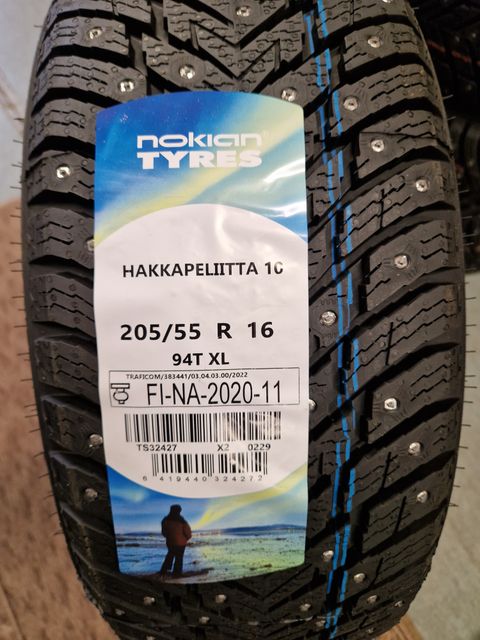 nokian
TYRES
HAKKAPELIITTA 10
205/55 R 16
94T XL
TRAFICOM/383441/03.04.03.00/2022
FI-NA-2020-11
TS32427 X2 0229
6 419440 324272